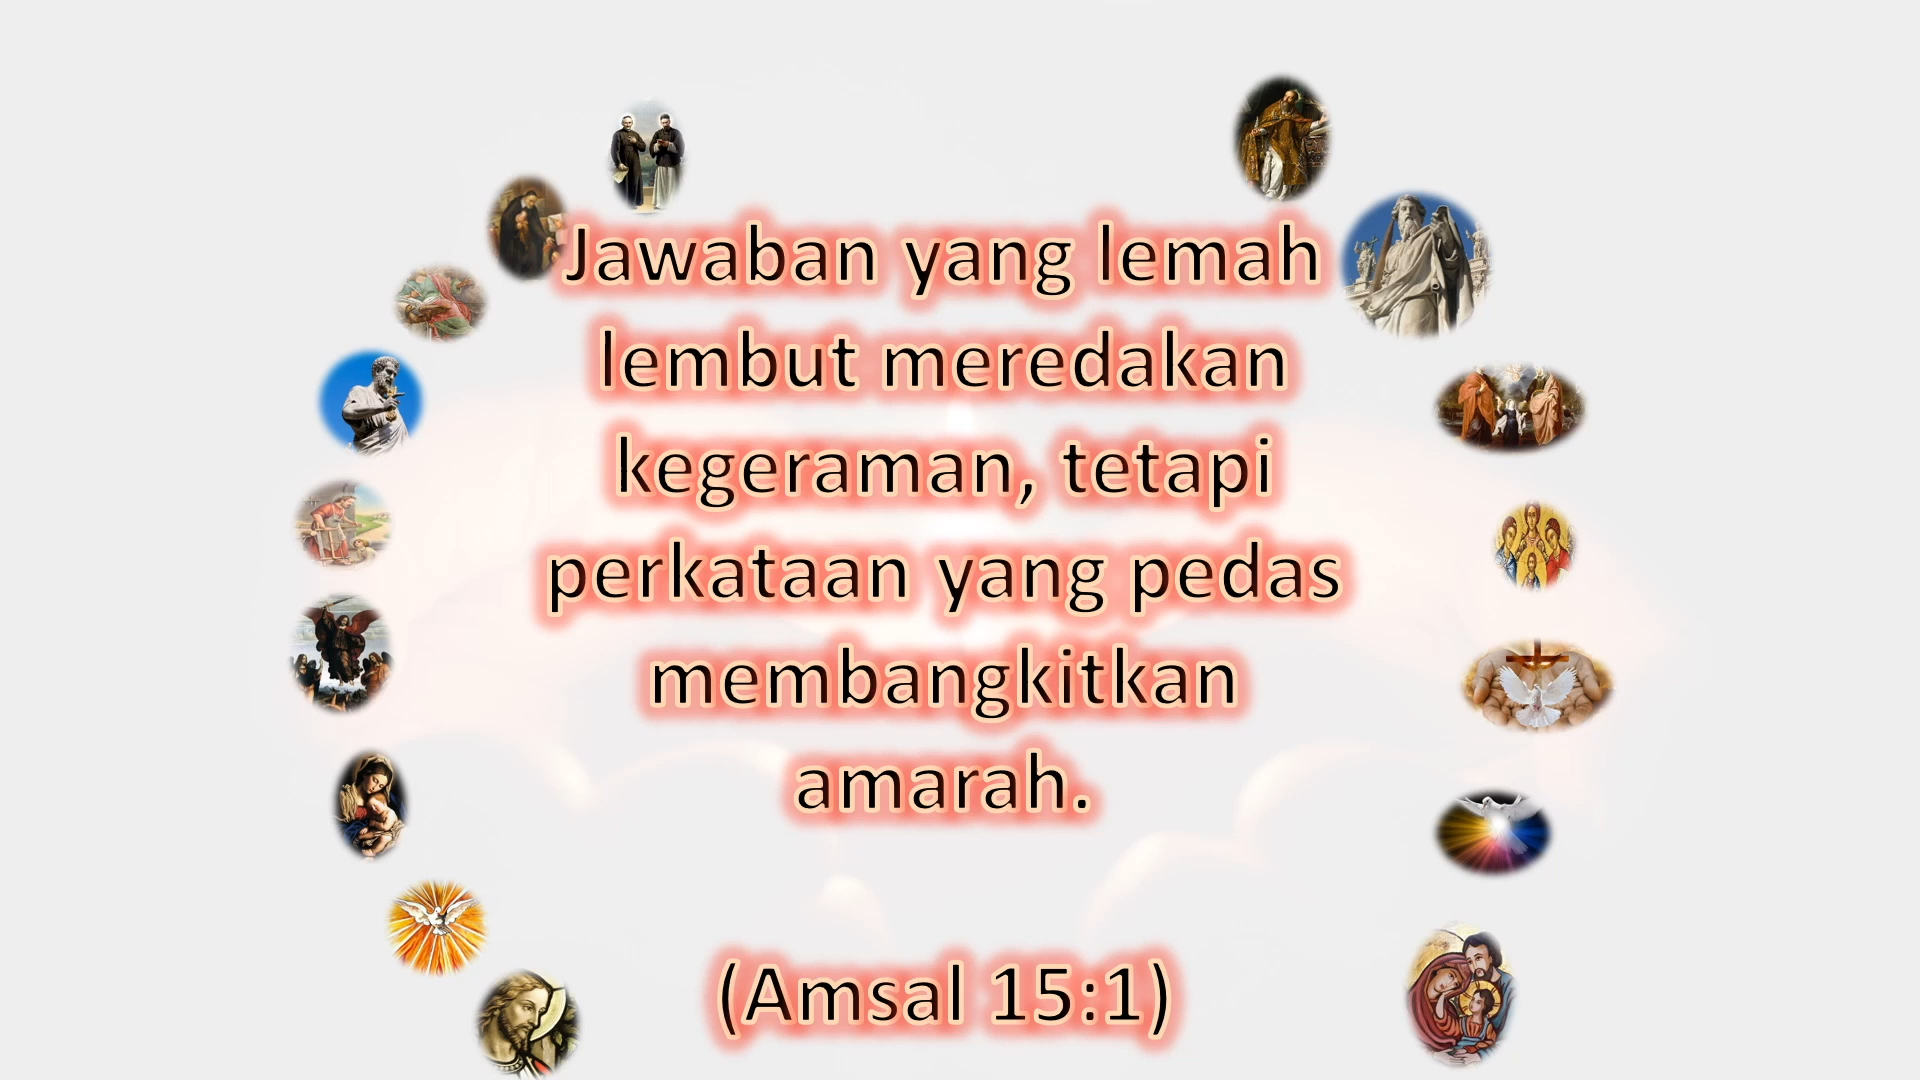 Jawaban yang lemah
lembut meredakan
kegeraman, tetapi
perkataan yang pedas
membangkitkan
amarah.
(Amsal 15:1)